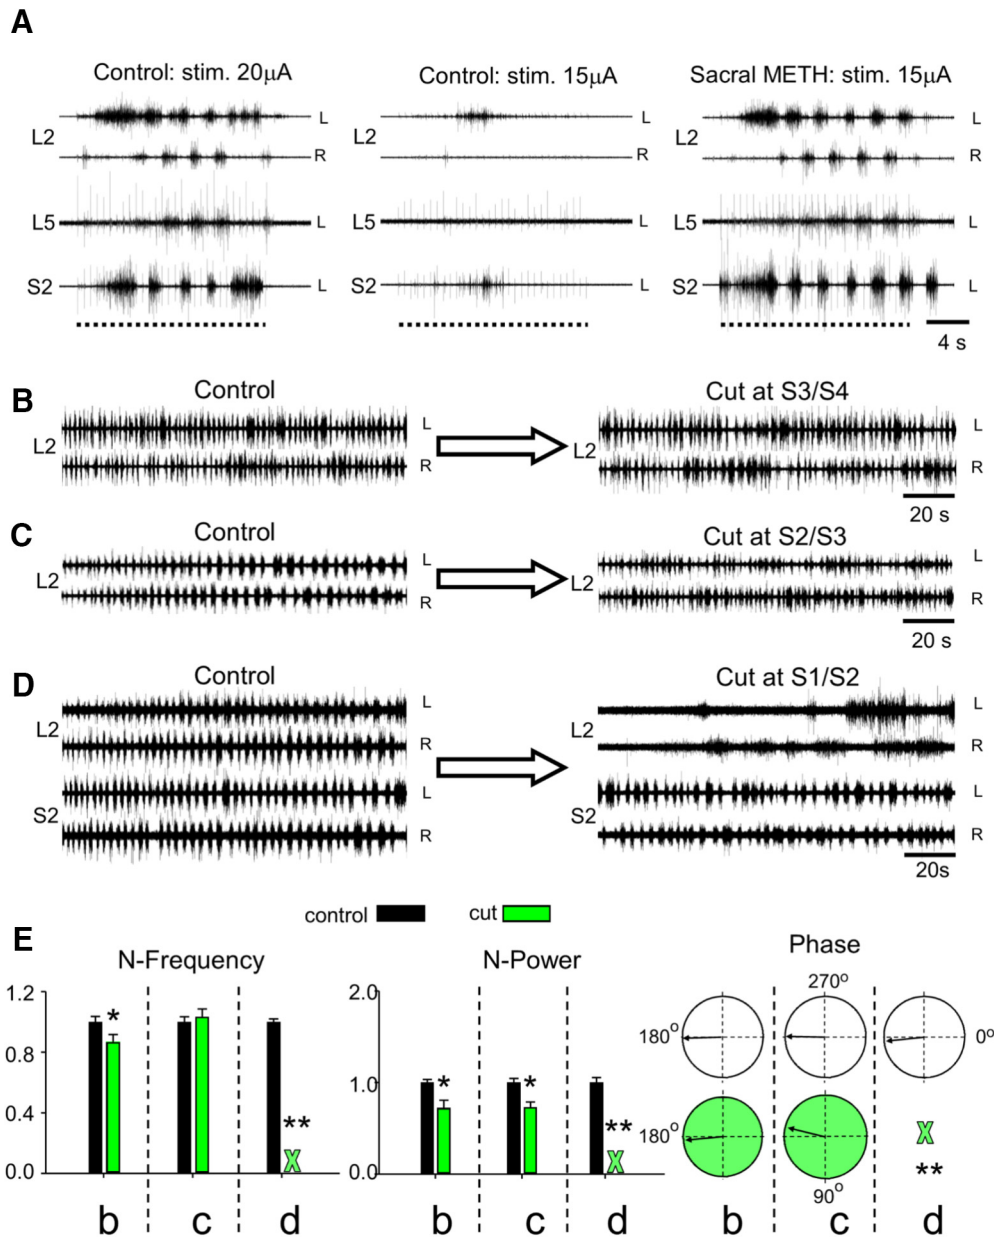 A
Control: stim. 20µA
Control: stim. 15µA
Sacral METH: stim. 15µA
L2 L R
L5 L
S2 L
L2 L R
L5 L
S2 L
L2 L R
L5 L
S2 L
4 s
B
Control
Cut at S3/S4
L2 L R
L2 L R
20 s
C
Control
Cut at S2/S3
L2 L R
L2 L R
20 s
D
Control
Cut at S1/S2
L2 L R
S2 L R
L2 L R
S2 L R
20s
control cut
E
N-Frequency
1.2
0.8
0.4
0.0
*
**
X
b c d
N-Power
2.0
1.0
0.0
*
*
**
X
b c d
Phase
270°
180° 0°
180°
90°
X
**
b c d